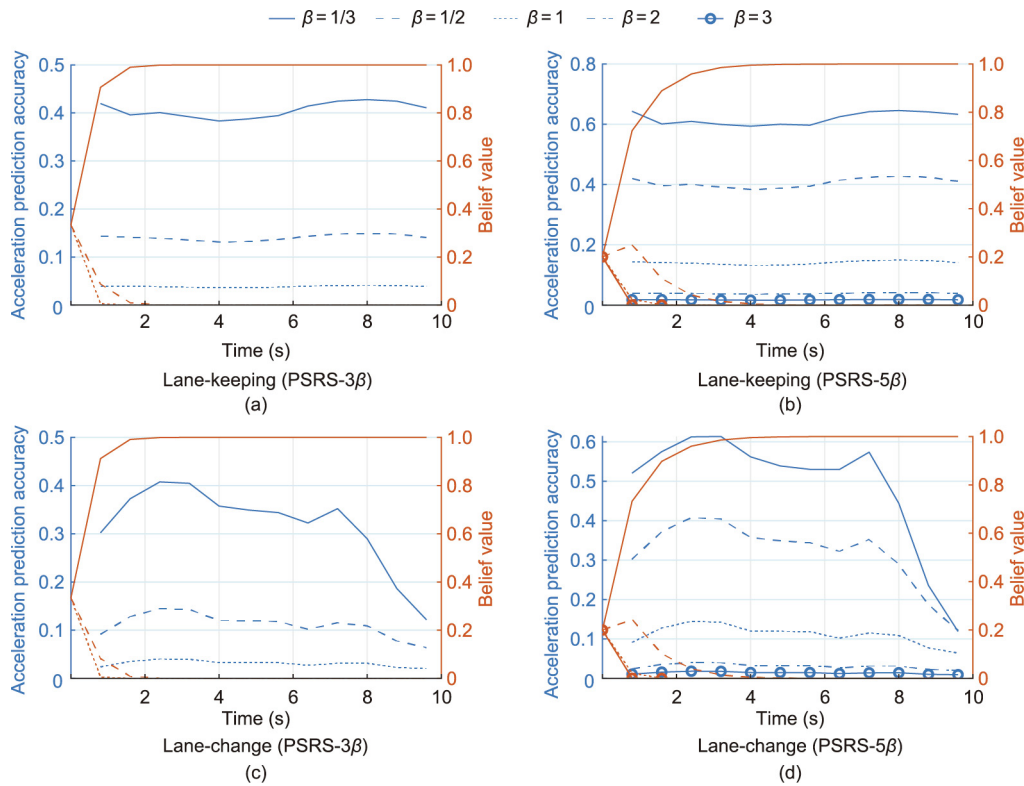 β = 1/3 β = 1/2 β = 1 β = 2 β = 3
Acceleration prediction accuracy
0.5
0.4
0.3
0.2
0.1
0
2 4 6 8 10
1.0
0.8
0.6
0.4
0.2
0
Belief value
Time (s)
Lane-keeping (PSRS-3β)
(a)
Acceleration prediction accuracy
0.8
0.6
0.4
0.2
0
2 4 6 8 10
1.0
0.8
0.6
0.4
0.2
0
Belief value
Time (s)
Lane-keeping (PSRS-5β)
(b)
Acceleration prediction accuracy
0.5
0.4
0.3
0.2
0.1
0
2 4 6 8 10
1.0
0.8
0.6
0.4
0.2
0
Belief value
Time (s)
Lane-change (PSRS-3β)
(c)
Acceleration prediction accuracy
0.6
0.5
0.4
0.3
0.2
0.1
0
2 4 6 8 10
1.0
0.8
0.6
0.4
0.2
0
Belief value
Time (s)
Lane-change (PSRS-5β)
(d)